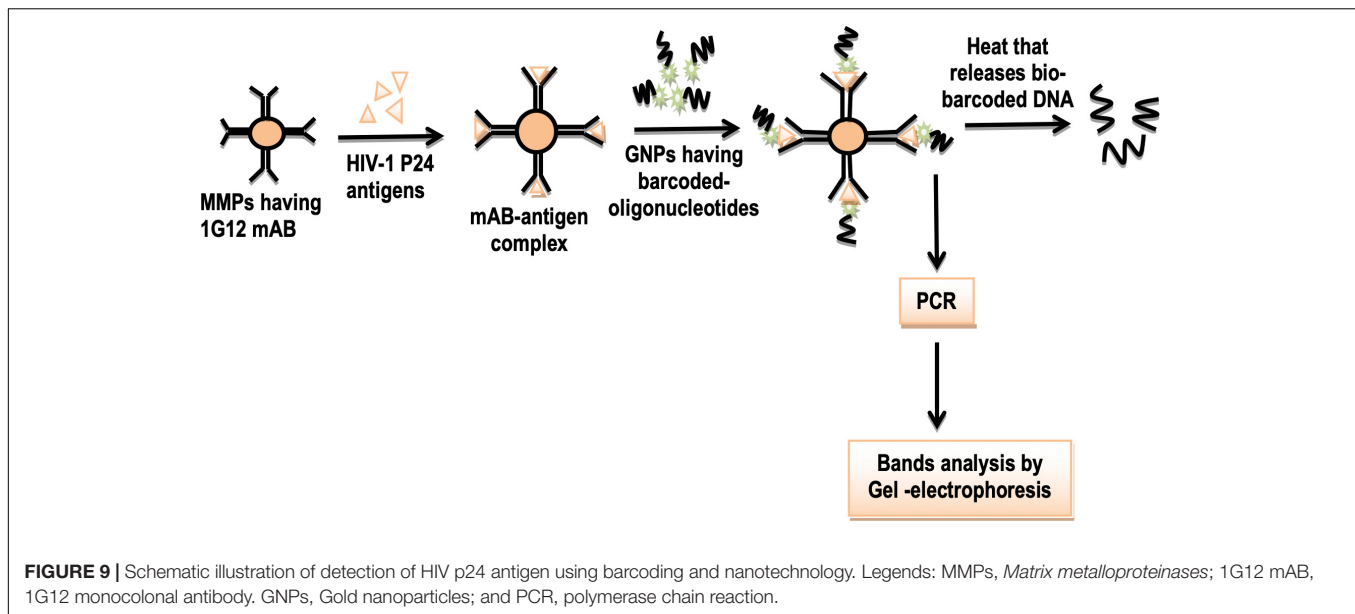 MMPs having
1G12 mAB
HIV-1 P24
antigens
mAB-antigen
complex
GNPs having
barcoded-
oligonucleotides
Heat that
releases bio-
barcoded DNA
PCR
Bands analysis by
Gel -electrophoresis
FIGURE 9 | Schematic illustration of detection of HIV p24 antigen using barcoding and nanotechnology. Legends: MMPs, Matrix metalloproteinases; 1G12 mAB,
1G12 monocolonal antibody. GNPs, Gold nanoparticles; and PCR, polymerase chain reaction.